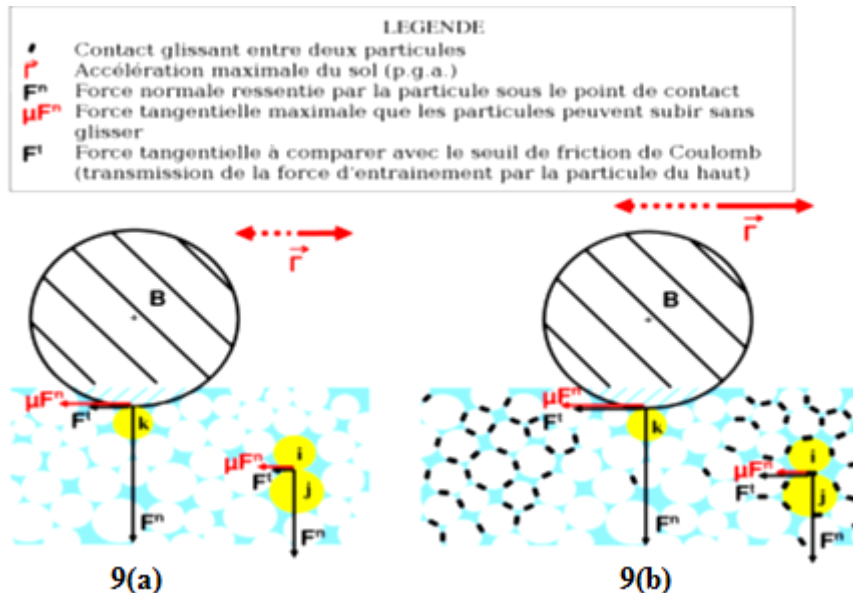 LEGENDE
Contact glissant entre deux particules
Γ Accélération maximale du sol (p.g.a.)
Fⁿ Force normale ressentie par la particule sous le point de contact
μFⁿ Force tangentielle maximale que les particules peuvent subir sans
glisser
Fᵗ Force tangentielle à comparer avec le seuil de friction de Coulomb
(transmission de la force d'entrainement par la particule du haut)
Γ
B
μFⁿ
Fᵗ
k
i
μFⁿ
Fᵗ
j
Fⁿ
Fⁿ
9(a)
Γ
B
μFⁿ
Fᵗ
k
i
μFⁿ
Fᵗ
j
Fⁿ
Fⁿ
9(b)